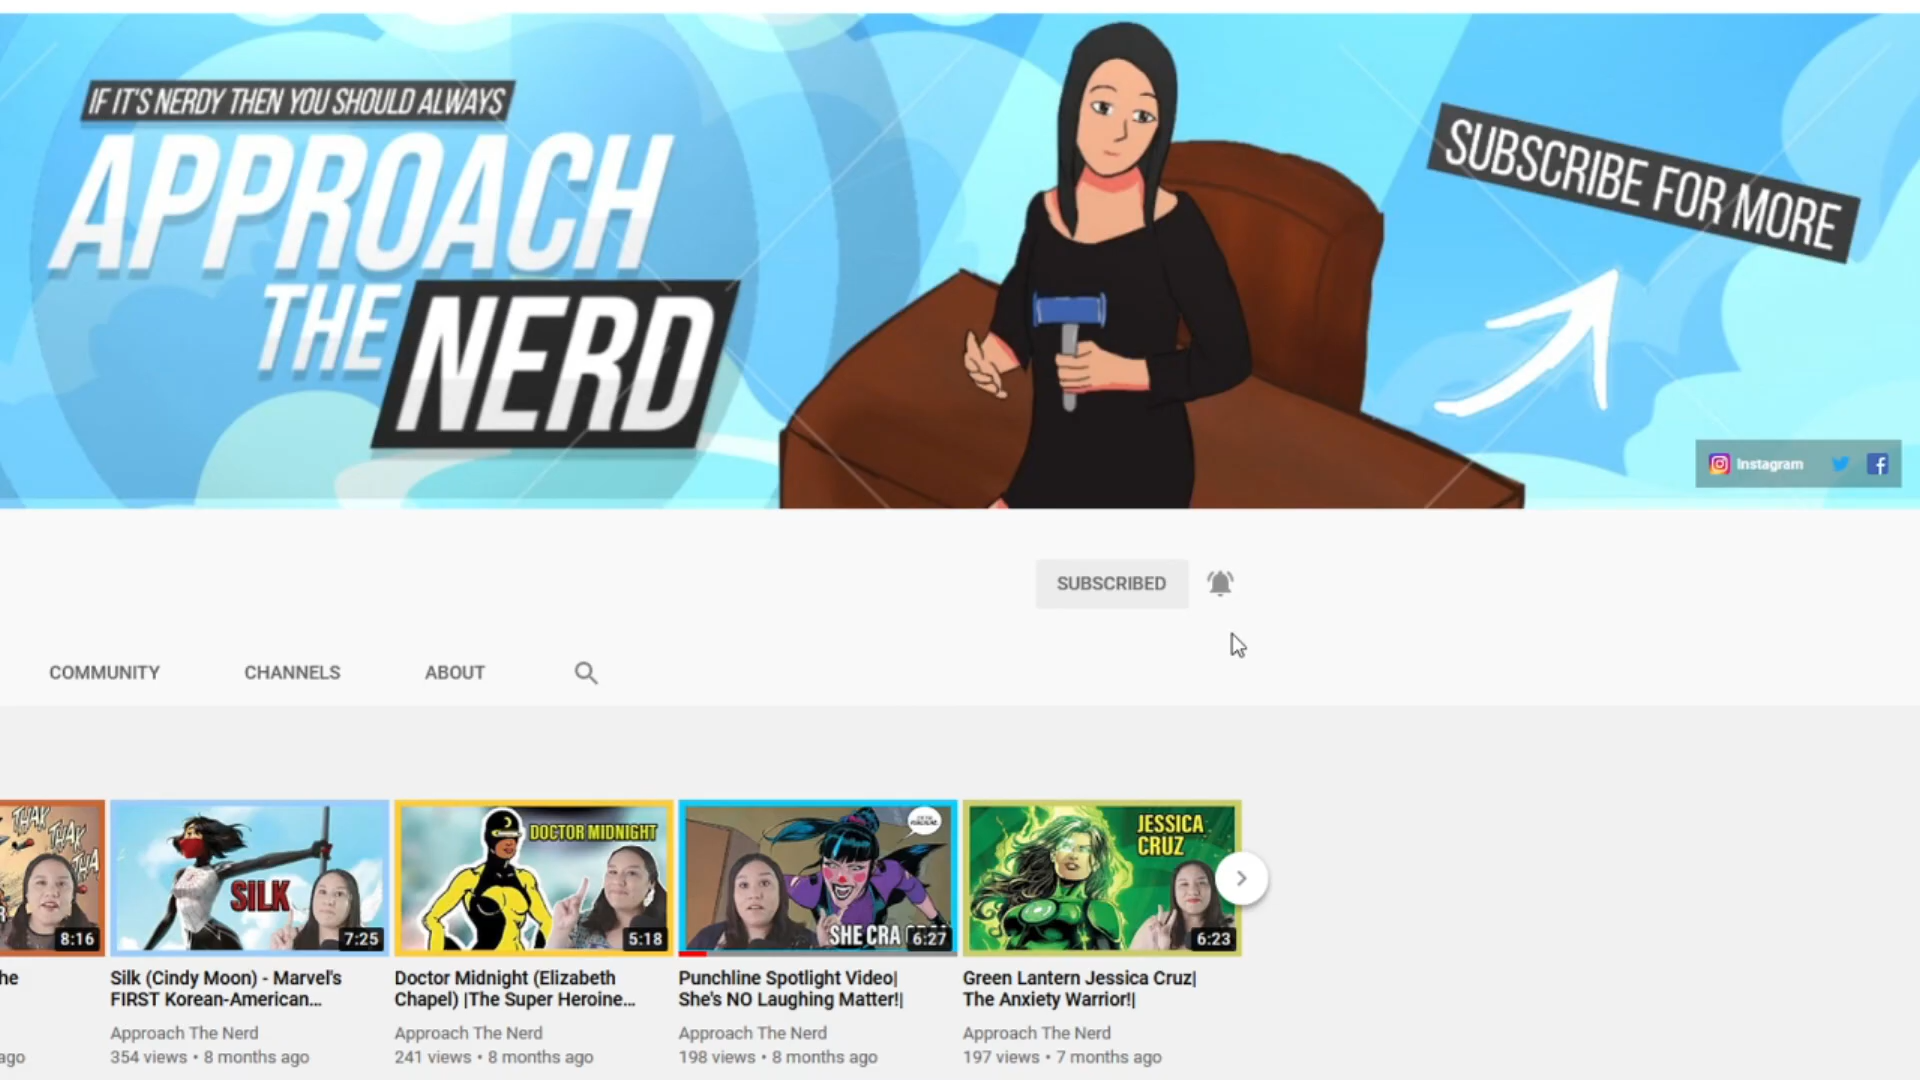 IF IT'S NERDY THEN YOU SHOULD ALWAYS
APPROACH
THE NERD
SUBSCRIBE FOR MORE
Instagram
SUBSCRIBED
COMMUNITY CHANNELS ABOUT
THAK
THAK
THA
8:16
SILK
7:25
DOCTOR MIDNIGHT
5:18
SHE CRA
6:27
JESSICA
CRUZ
6:23
he
ago
Silk (Cindy Moon) - Marvel's
FIRST Korean-American...
Approach The Nerd
354 views • 8 months ago
Doctor Midnight (Elizabeth
Chapel) |The Super Heroine...
Approach The Nerd
241 views • 8 months ago
Punchline Spotlight Video|
She's NO Laughing Matter!|
Approach The Nerd
198 views • 8 months ago
Green Lantern Jessica Cruz|
The Anxiety Warrior!|
Approach The Nerd
197 views • 7 months ago